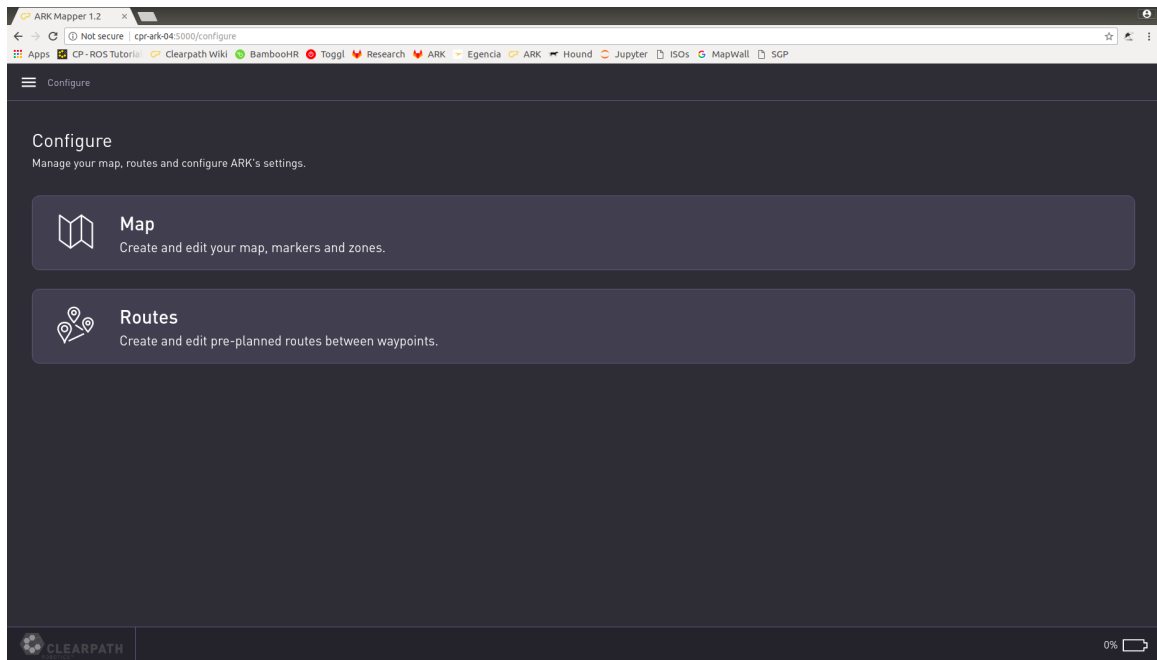 ARK Mapper 1.2
Not secure | cpr-ark-04:5000/configure
Apps CP-ROS Tutorial Clearpath Wiki BambooHR Toggl Research ARK Egencia ARK Hound Jupyter ISOs MapWall SGP
Configure
Configure
Manage your map, routes and configure ARK's settings.
Map
Create and edit your map, markers and zones.
Routes
Create and edit pre-planned routes between waypoints.
CLEARPATH
0%